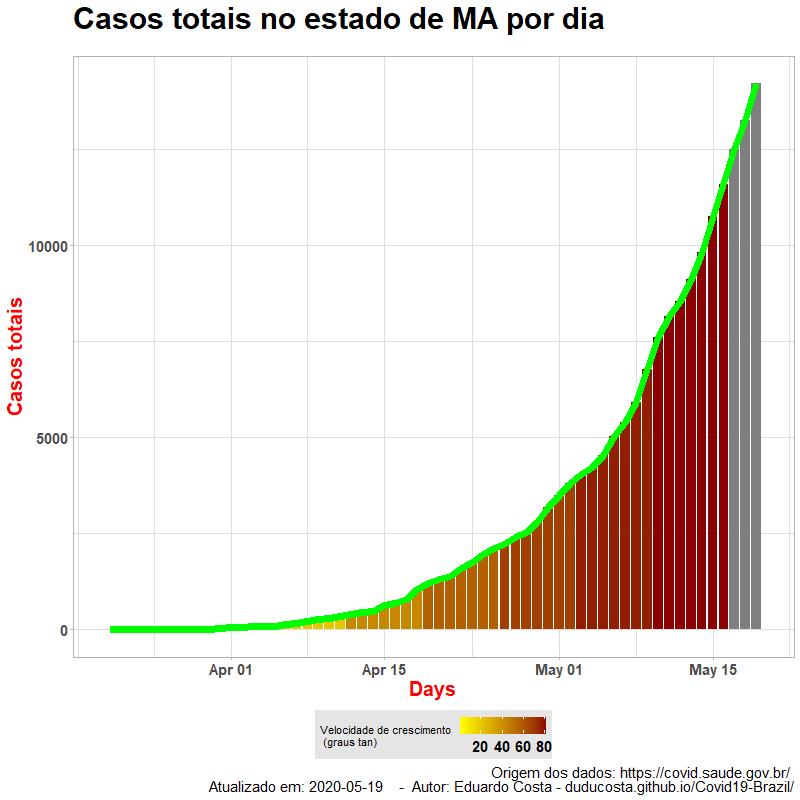 Casos totais no estado de MA por dia
Casos totais
10000
5000
0
Apr 01 Apr 15 May 01 May 15
Days
Velocidade de crescimento
(graus tan)
20 40 60 80
Origem dos dados: https://covid.saude.gov.br/
Atualizado em: 2020-05-19 - Autor: Eduardo Costa - duducosta.github.io/Covid19-Brazil/